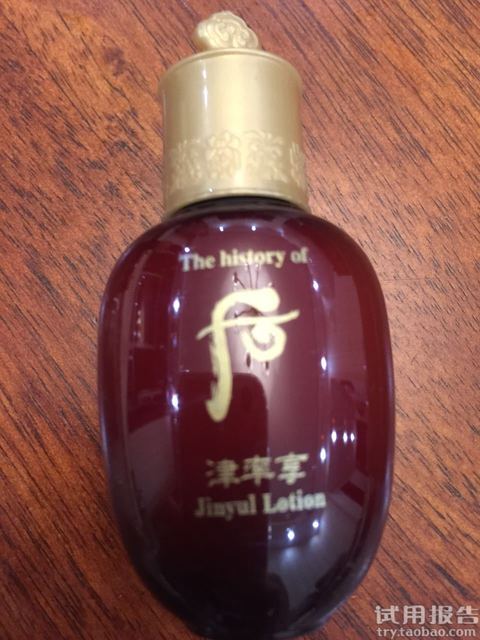 The history of
后
津率享
Jinyul Lotion
试用报告
try.taobao.com